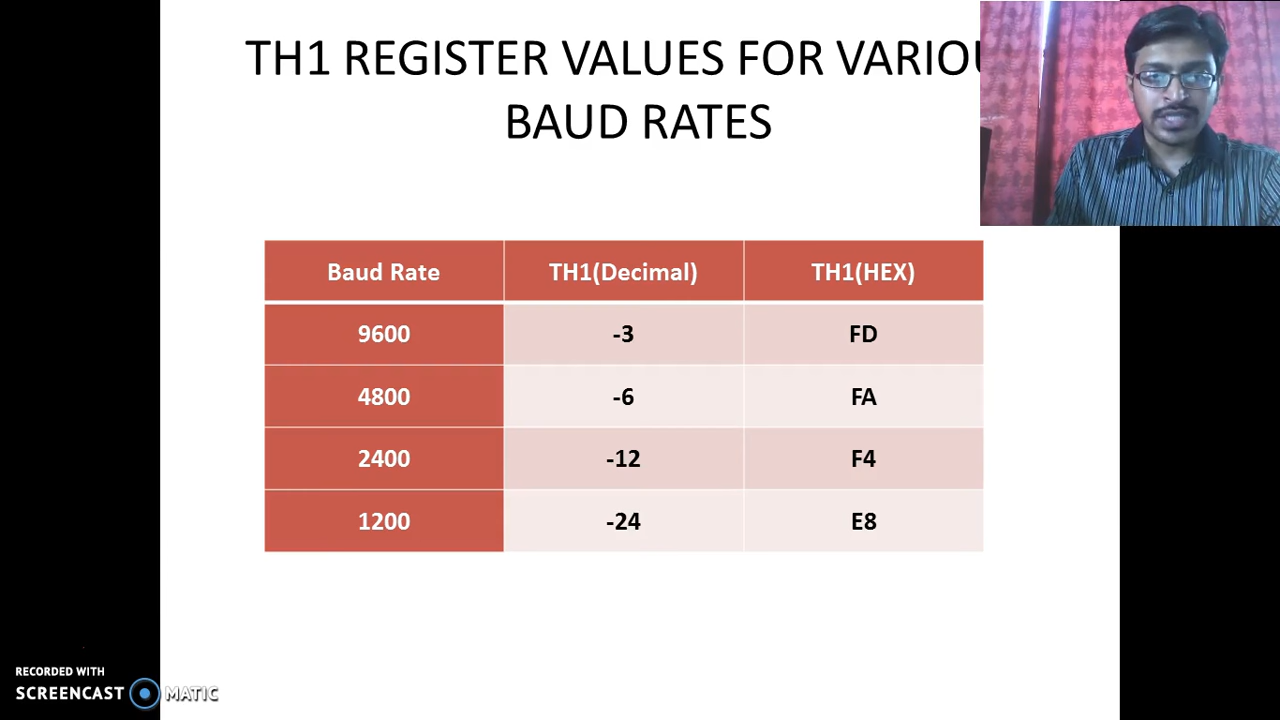 TH1 REGISTER VALUES FOR VARIOU
BAUD RATES
Baud Rate TH1(Decimal) TH1(HEX)
9600 -3 FD
4800 -6 FA
2400 -12 F4
1200 -24 E8
RECORDED WITH
SCREENCAST MATIC